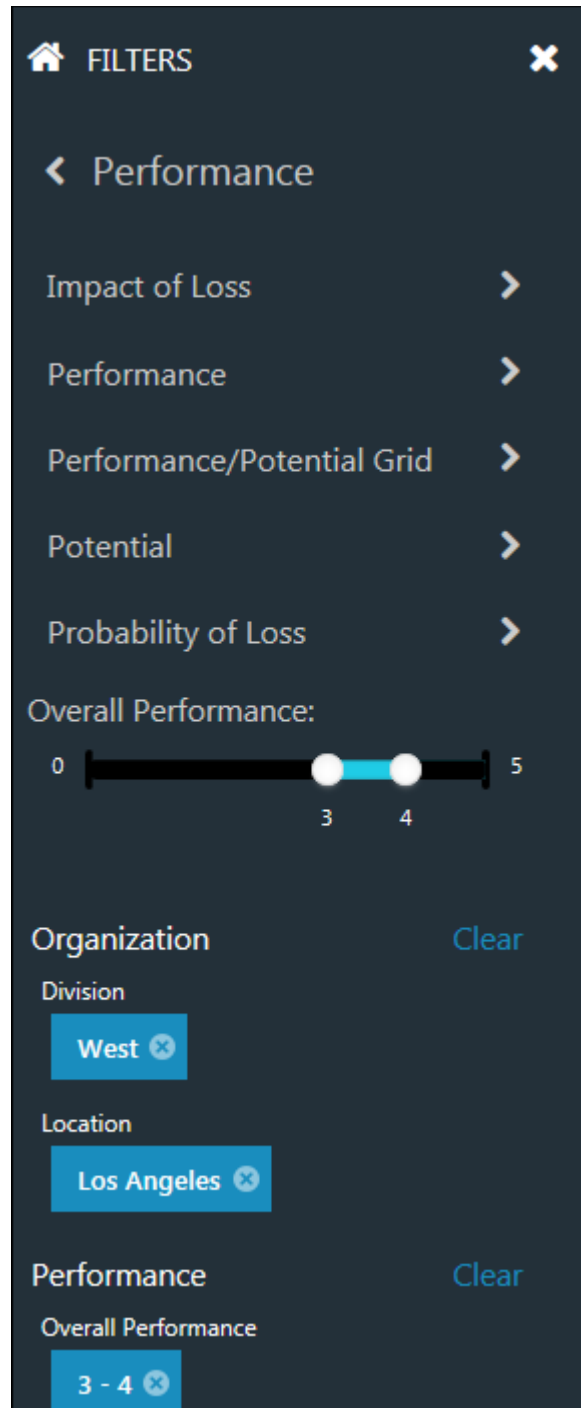 FILTERS
Performance
Impact of Loss
Performance
Performance/Potential Grid
Potential
Probability of Loss
Overall Performance:
0 5
3 4
Organization Clear
Division
West
Location
Los Angeles
Performance Clear
Overall Performance
3 - 4